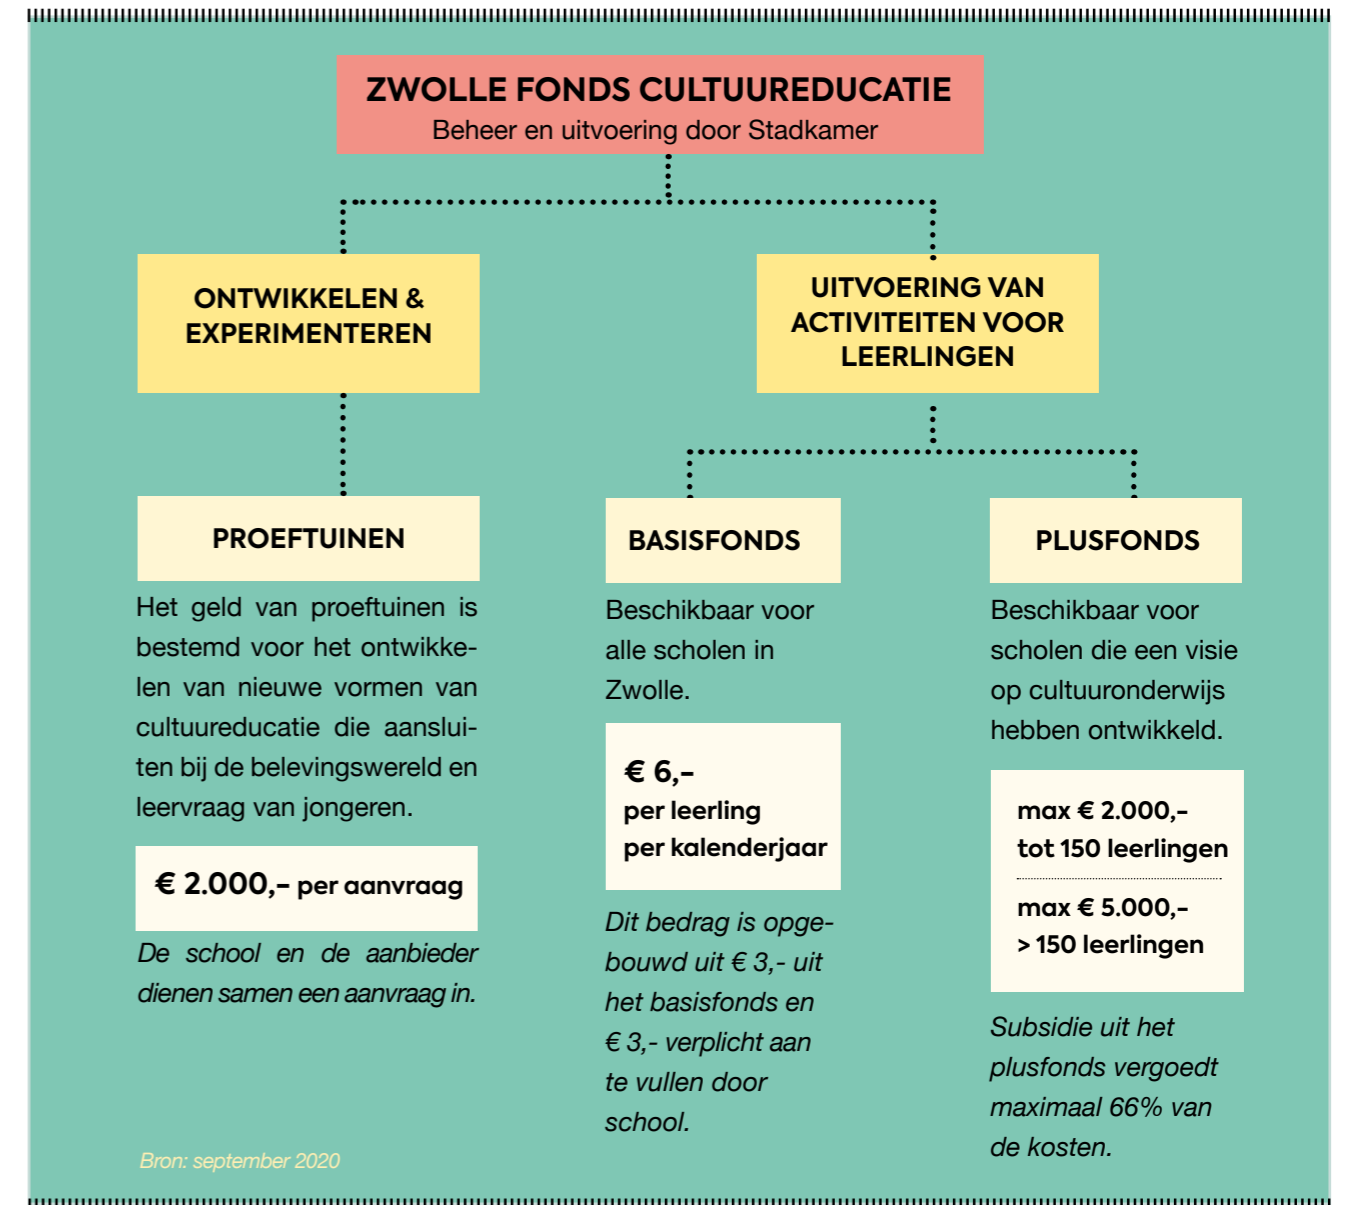 ZWOLLE FONDS CULTUUREDUCATIE
Beheer en uitvoering door Stadkamer
ONTWIKKELEN &
EXPERIMENTEREN
UITVOERING VAN
ACTIVITEITEN VOOR
LEERLINGEN
PROEFTUINEN
Het geld van proeftuinen is
bestemd voor het ontwikke-
len van nieuwe vormen van
cultuureducatie die aanslui-
ten bij de belevingswereld en
leervraag van jongeren.
€ 2.000,- per aanvraag
De school en de aanbieder
dienen samen een aanvraag in.
BASISFONDS
Beschikbaar voor
alle scholen in
Zwolle.
€ 6,-
per leerling
per kalenderjaar
Dit bedrag is opge-
bouwd uit € 3,- uit
het basisfonds en
€ 3,- verplicht aan
te vullen door
school.
PLUSFONDS
Beschikbaar voor
scholen die een visie
op cultuuronderwijs
hebben ontwikkeld.
max € 2.000,-
tot 150 leerlingen
max € 5.000,-
> 150 leerlingen
Subsidie uit het
plusfonds vergoedt
maximaal 66% van
de kosten.
Bron: september 2020